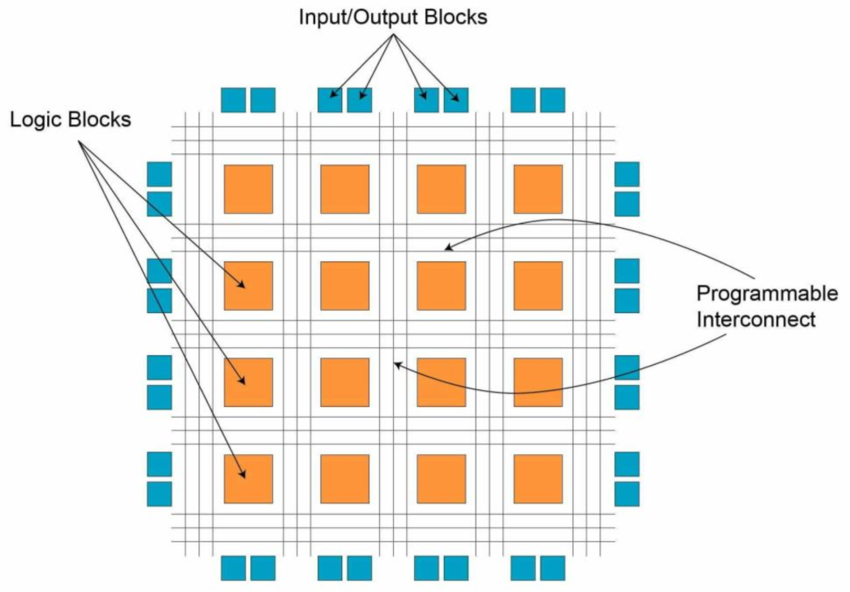 Input/Output Blocks
Logic Blocks
Programmable
Interconnect